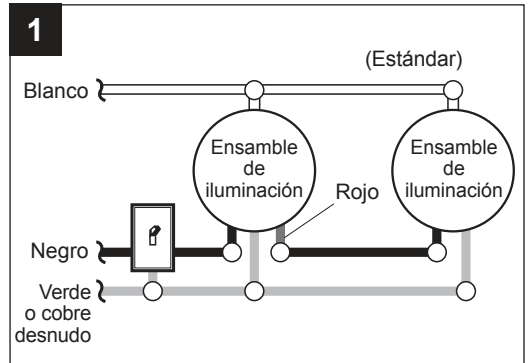 1
(Estándar)
Blanco
Ensamble
de
iluminación
Ensamble
de
iluminación
Rojo
Negro
Verde
o cobre
desnudo